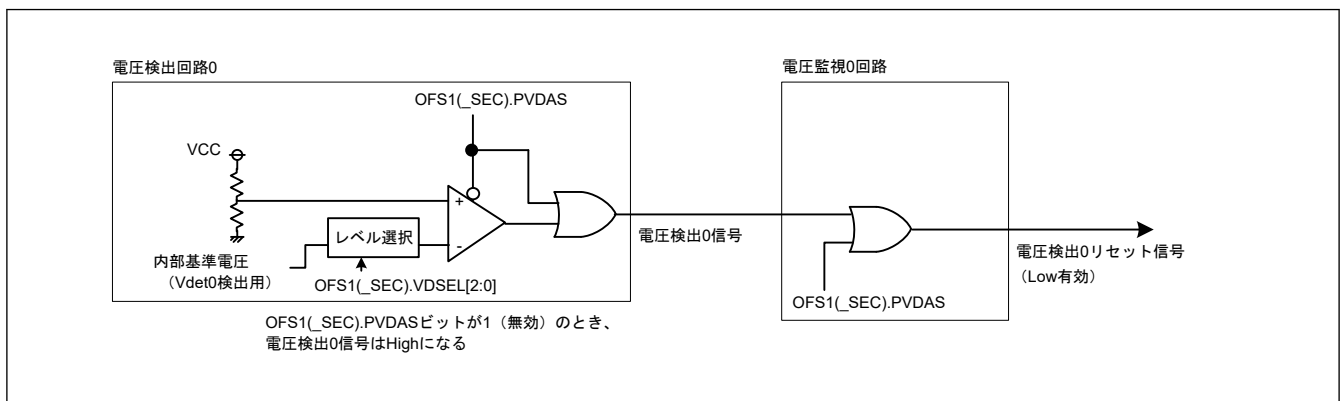 電圧検出回路0
OFS1(_SEC).PVDAS
VCC
+
レベル選択
-
内部基準電圧
（Vdet0検出用）
OFS1(_SEC).VDSEL[2:0]
電圧検出0信号
OFS1(_SEC).PVDASビットが1（無効）のとき、
電圧検出0信号はHighになる
電圧監視0回路
OFS1(_SEC).PVDAS
電圧検出0リセット信号
（Low有効）